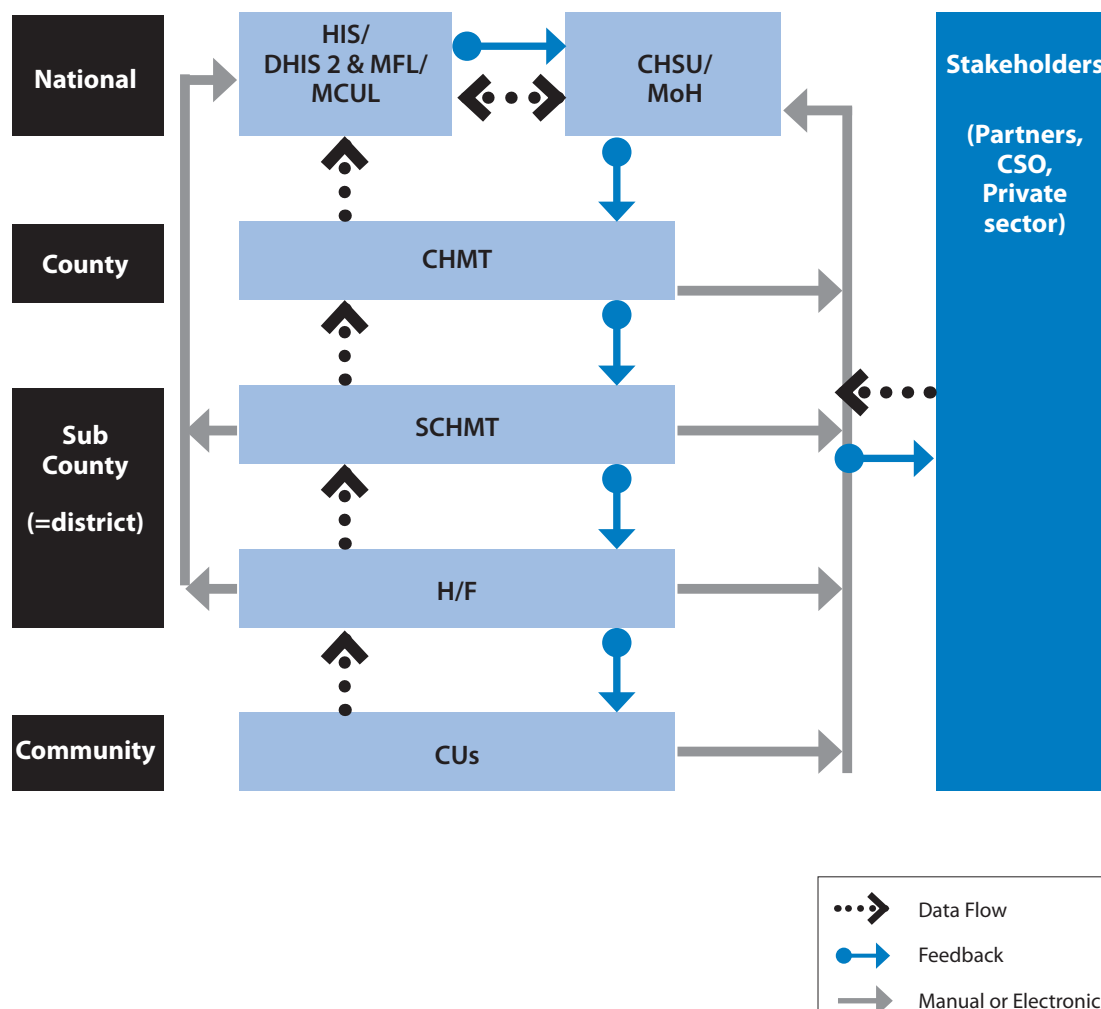 National
HIS/
DHIS 2 & MFL/
MCUL
CHSU/
MoH
Stakeholders
(Partners,
CSO,
Private
sector)
County
CHMT
Sub
County
(=district)
SCHMT
H/F
Community
CUs
Data Flow
Feedback
Manual or Electronic